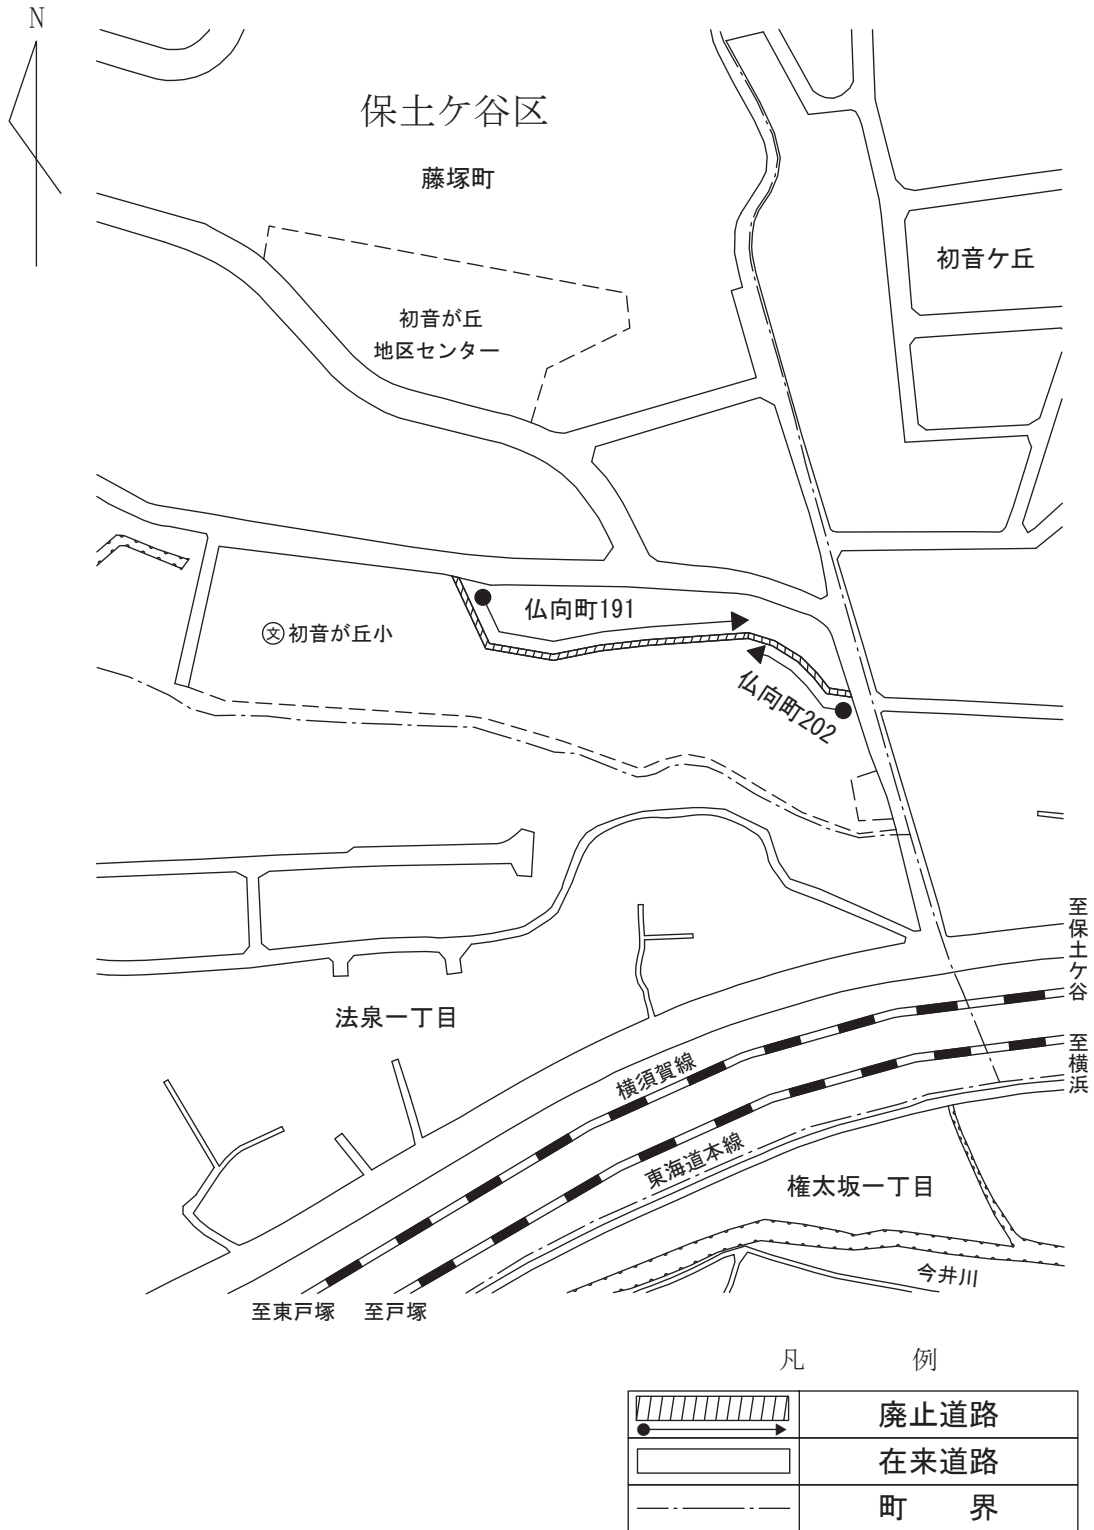 N
保土ケ谷区
藤塚町
初音ケ丘
初音が丘
地区センター
仏向町191
文初音が丘小
仏向町202
至保土ケ谷
法泉一丁目
至横浜
横須賀線
東海道本線
権太坂一丁目
今井川
至東戸塚 至戸塚
凡 例
廃止道路
在来道路
町 界